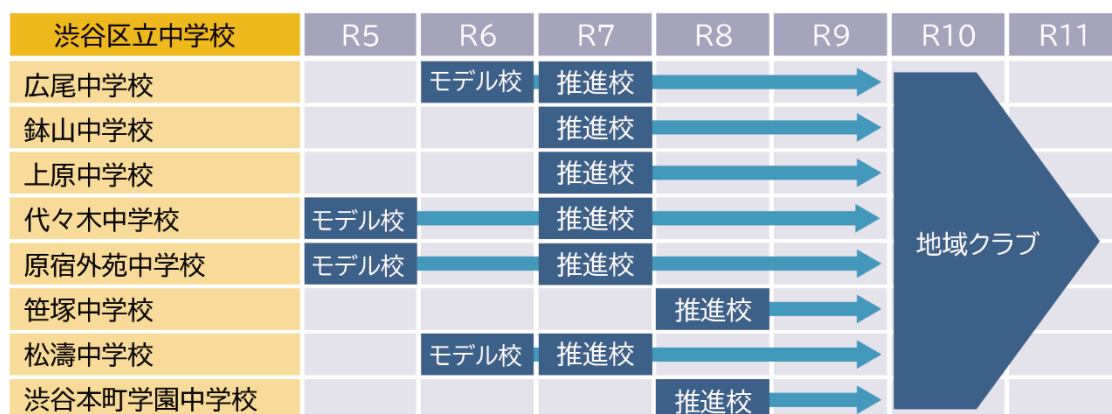 渋谷区立中学校 R5 R6 R7 R8 R9 R10 R11
広尾中学校 モデル校 推進校
鉢山中学校 推進校
上原中学校 推進校
代々木中学校 モデル校 推進校
原宿外苑中学校 モデル校 推進校
笹塚中学校 推進校
松濤中学校 モデル校 推進校
渋谷本町学園中学校 推進校
地域クラブ